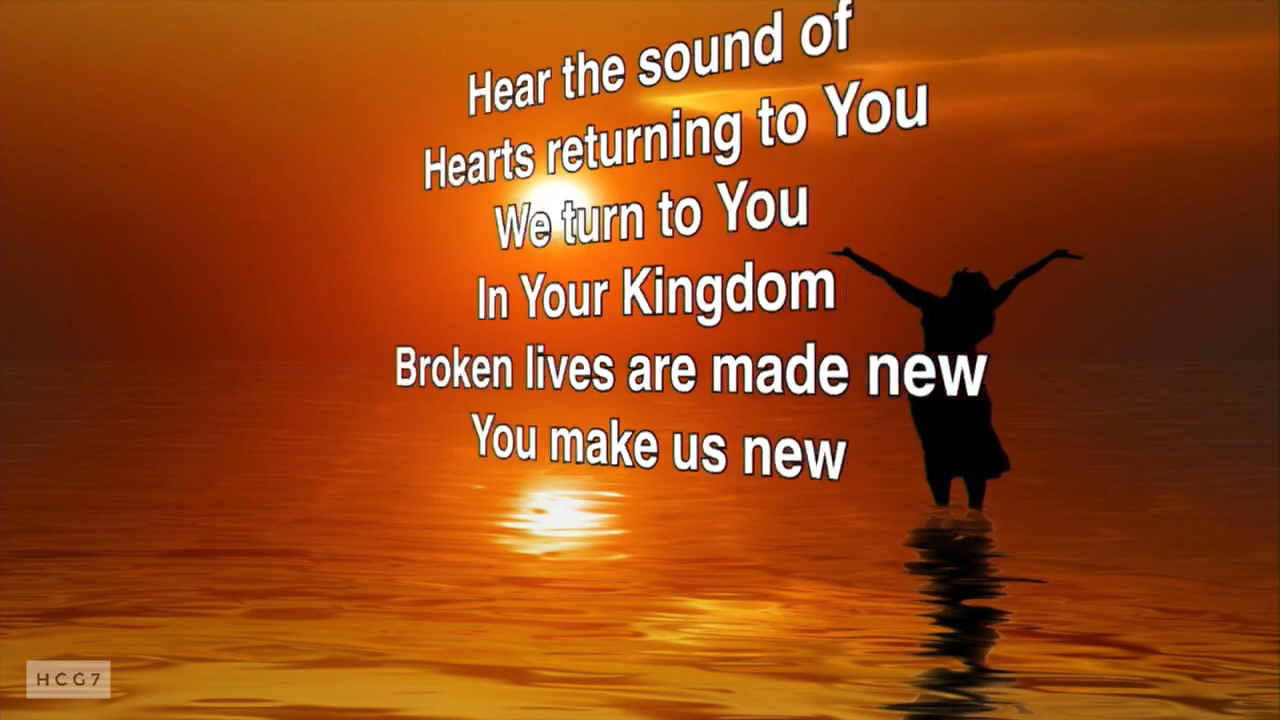 Hear the sound of
Hearts returning to You
We turn to You
In Your Kingdom
Broken lives are made new
You make us new
HCG7